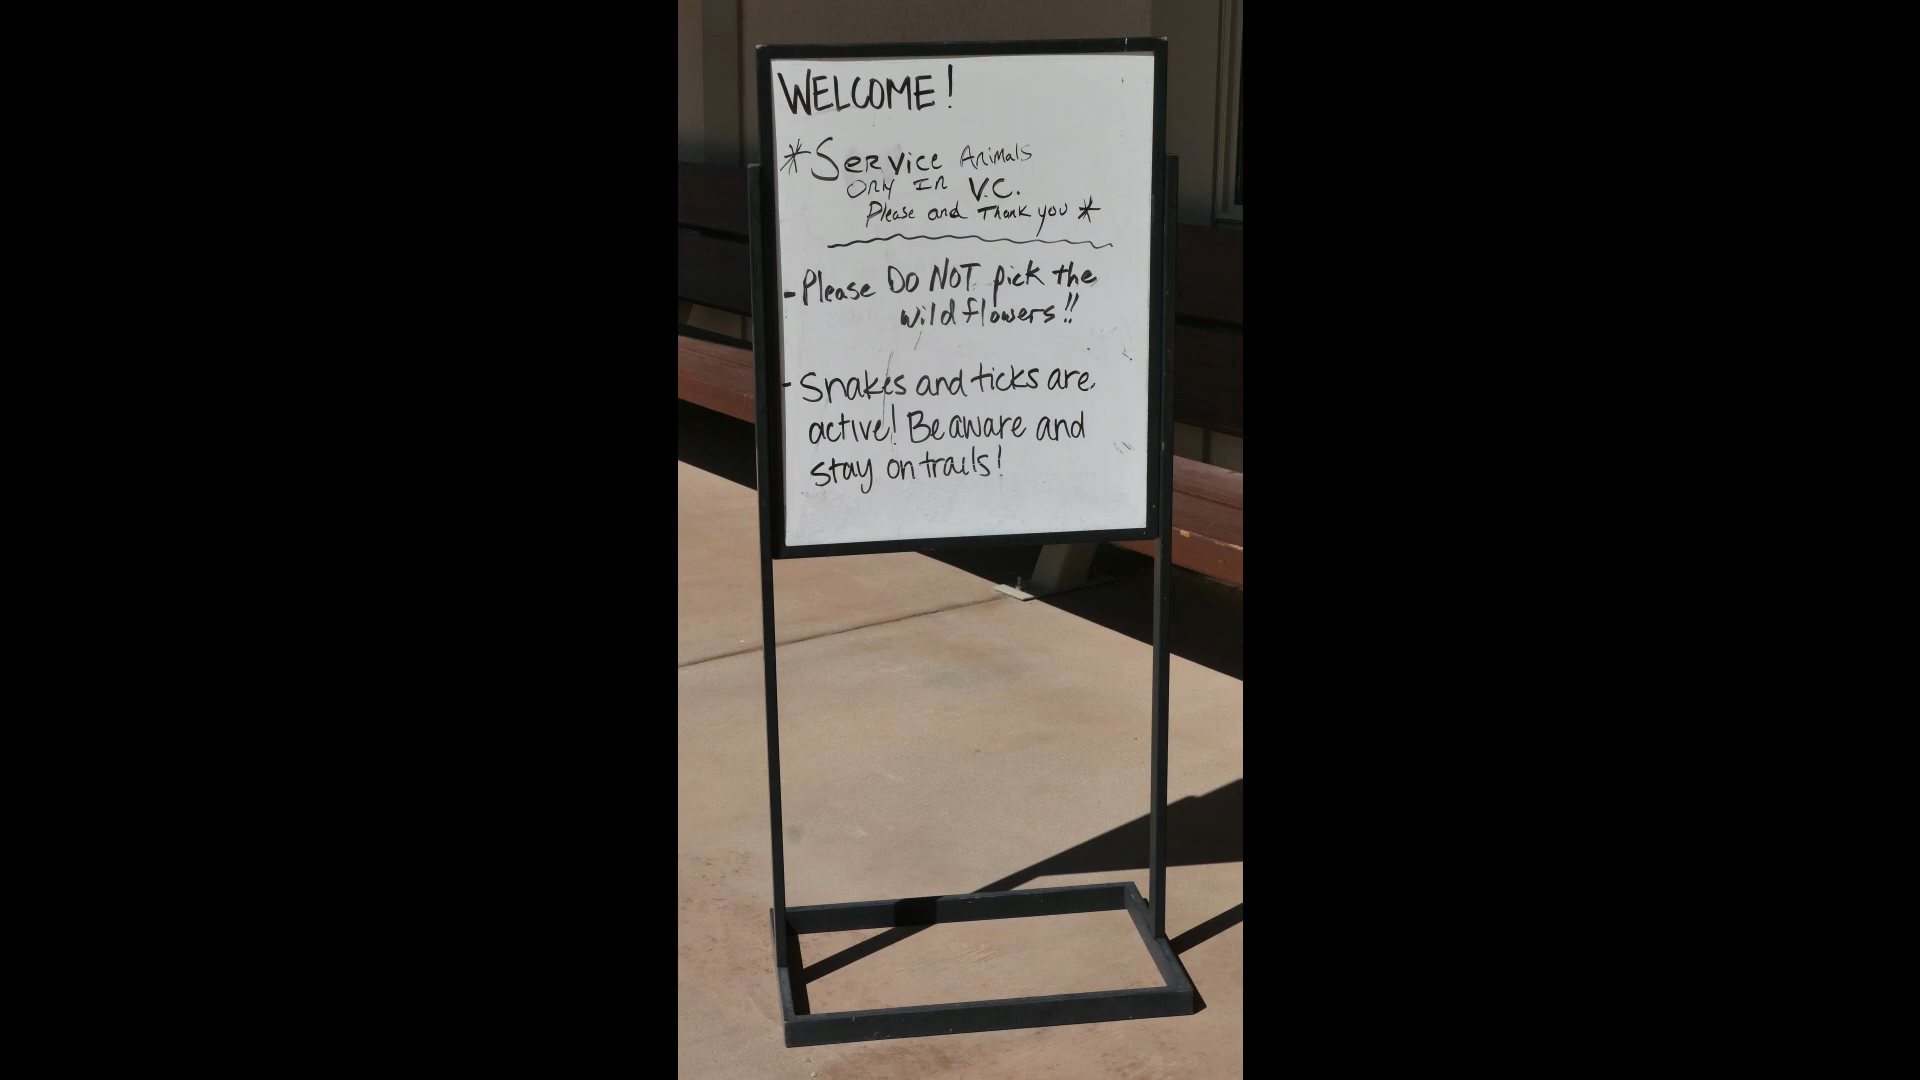 WELCOME!
*Service Animals
Only In V.C.
Please and Thank you *
- Please DO NOT pick the
wildflowers!!
- Snakes and ticks are
active! Be aware and
stay on trails!